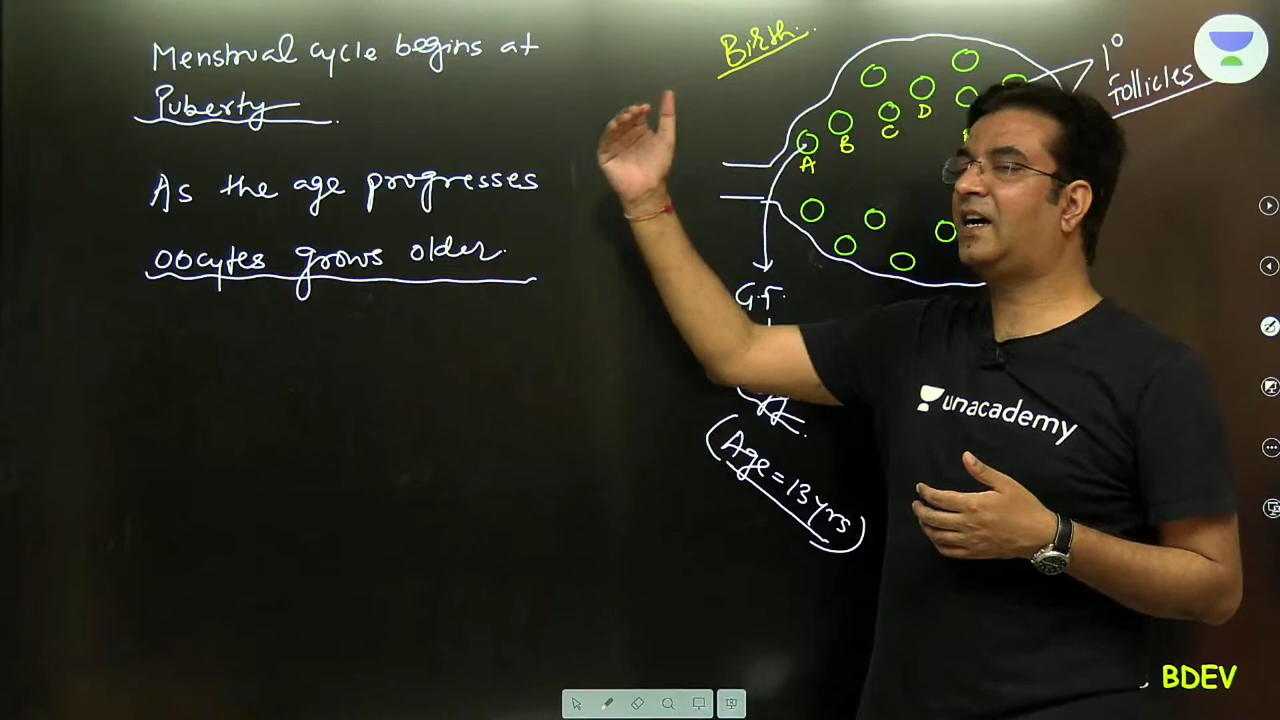 Menstrual cycle begins at
Puberty.
As the age progresses
oocytes grows older.
Birth.
1°
Follicles
A
B
C
D
G.F.
(Age = 13 yrs)
unacademy
BDEV